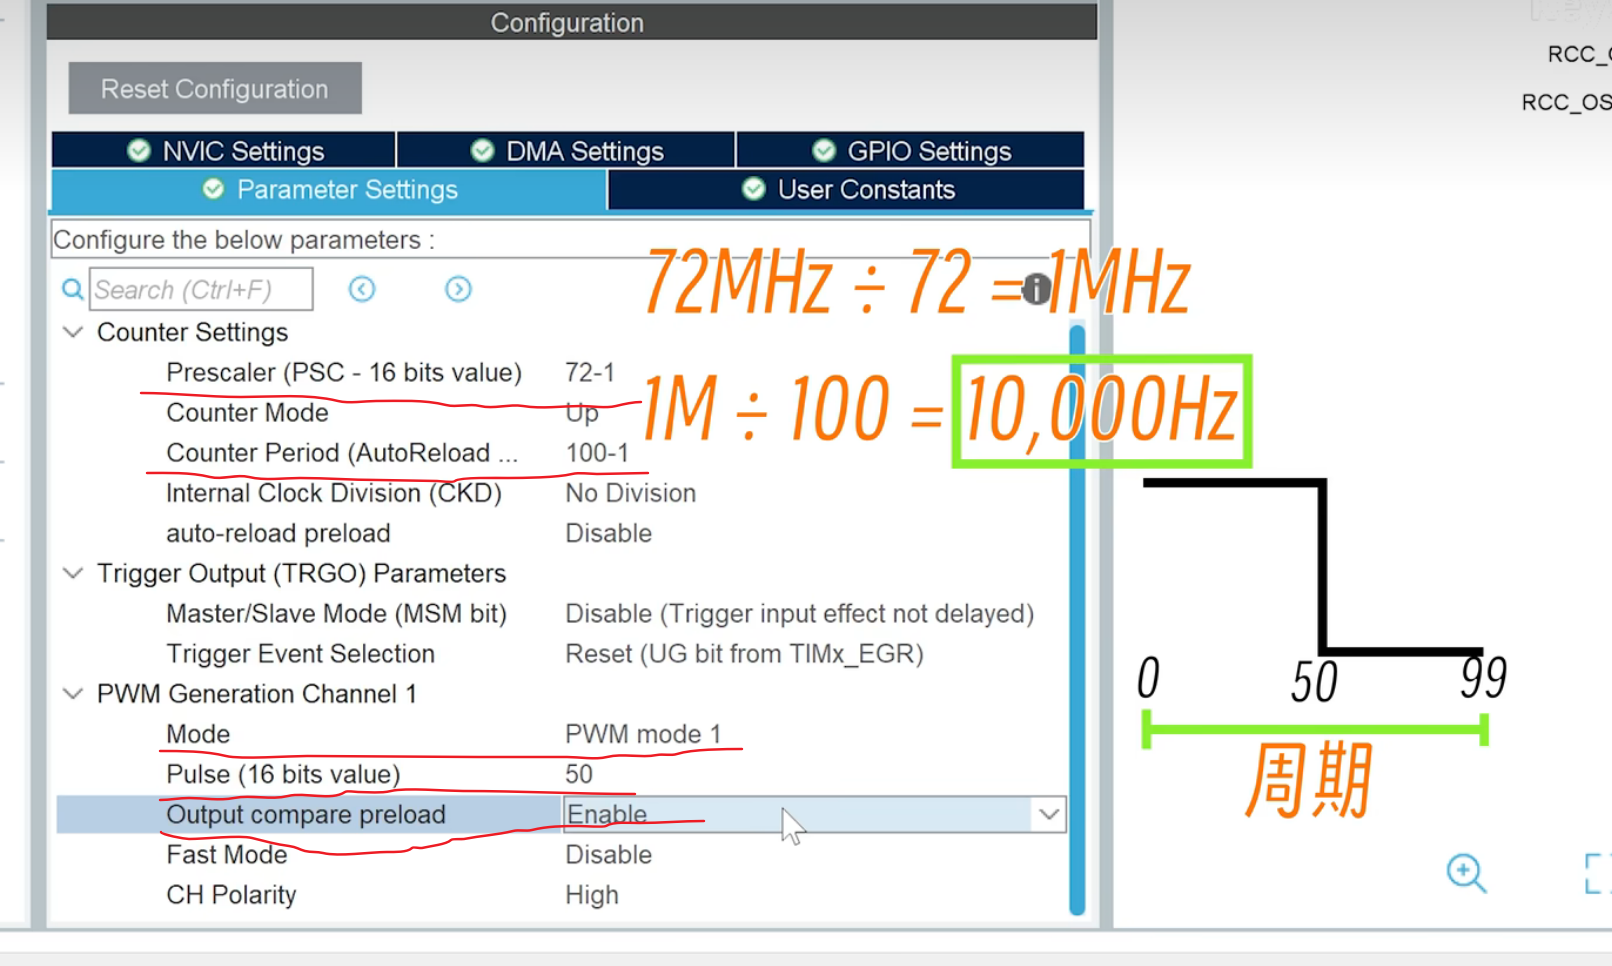 Configuration
RCC_
RCC_OS
Reset Configuration
NVIC Settings
DMA Settings
GPIO Settings
Parameter Settings
User Constants
Configure the below parameters :
Search (Ctrl+F)
72MHz ÷ 72 = 1MHz
Counter Settings
Prescaler (PSC - 16 bits value) 72-1
1M ÷ 100 = 10,000Hz
Counter Mode Up
Counter Period (AutoReload ... 100-1
Internal Clock Division (CKD) No Division
auto-reload preload Disable
Trigger Output (TRGO) Parameters
Master/Slave Mode (MSM bit) Disable (Trigger input effect not delayed)
Trigger Event Selection Reset (UG bit from TIMx_EGR)
0 50 99
PWM Generation Channel 1
Mode PWM mode 1
周期
Pulse (16 bits value) 50
Output compare preload Enable
Fast Mode Disable
CH Polarity High